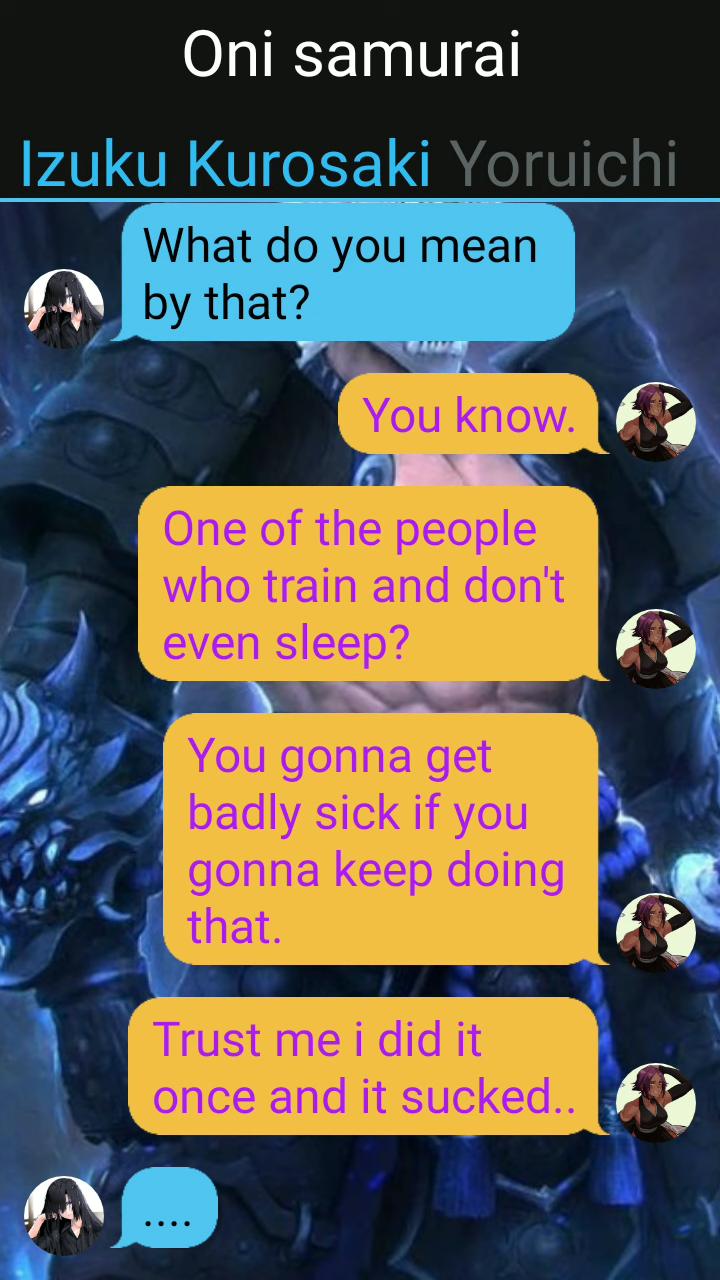 Oni samurai
Izuku Kurosaki Yoruichi
What do you mean
by that?
You know.
One of the people
who train and don't
even sleep?
You gonna get
badly sick if you
gonna keep doing
that.
Trust me i did it
once and it sucked..
....